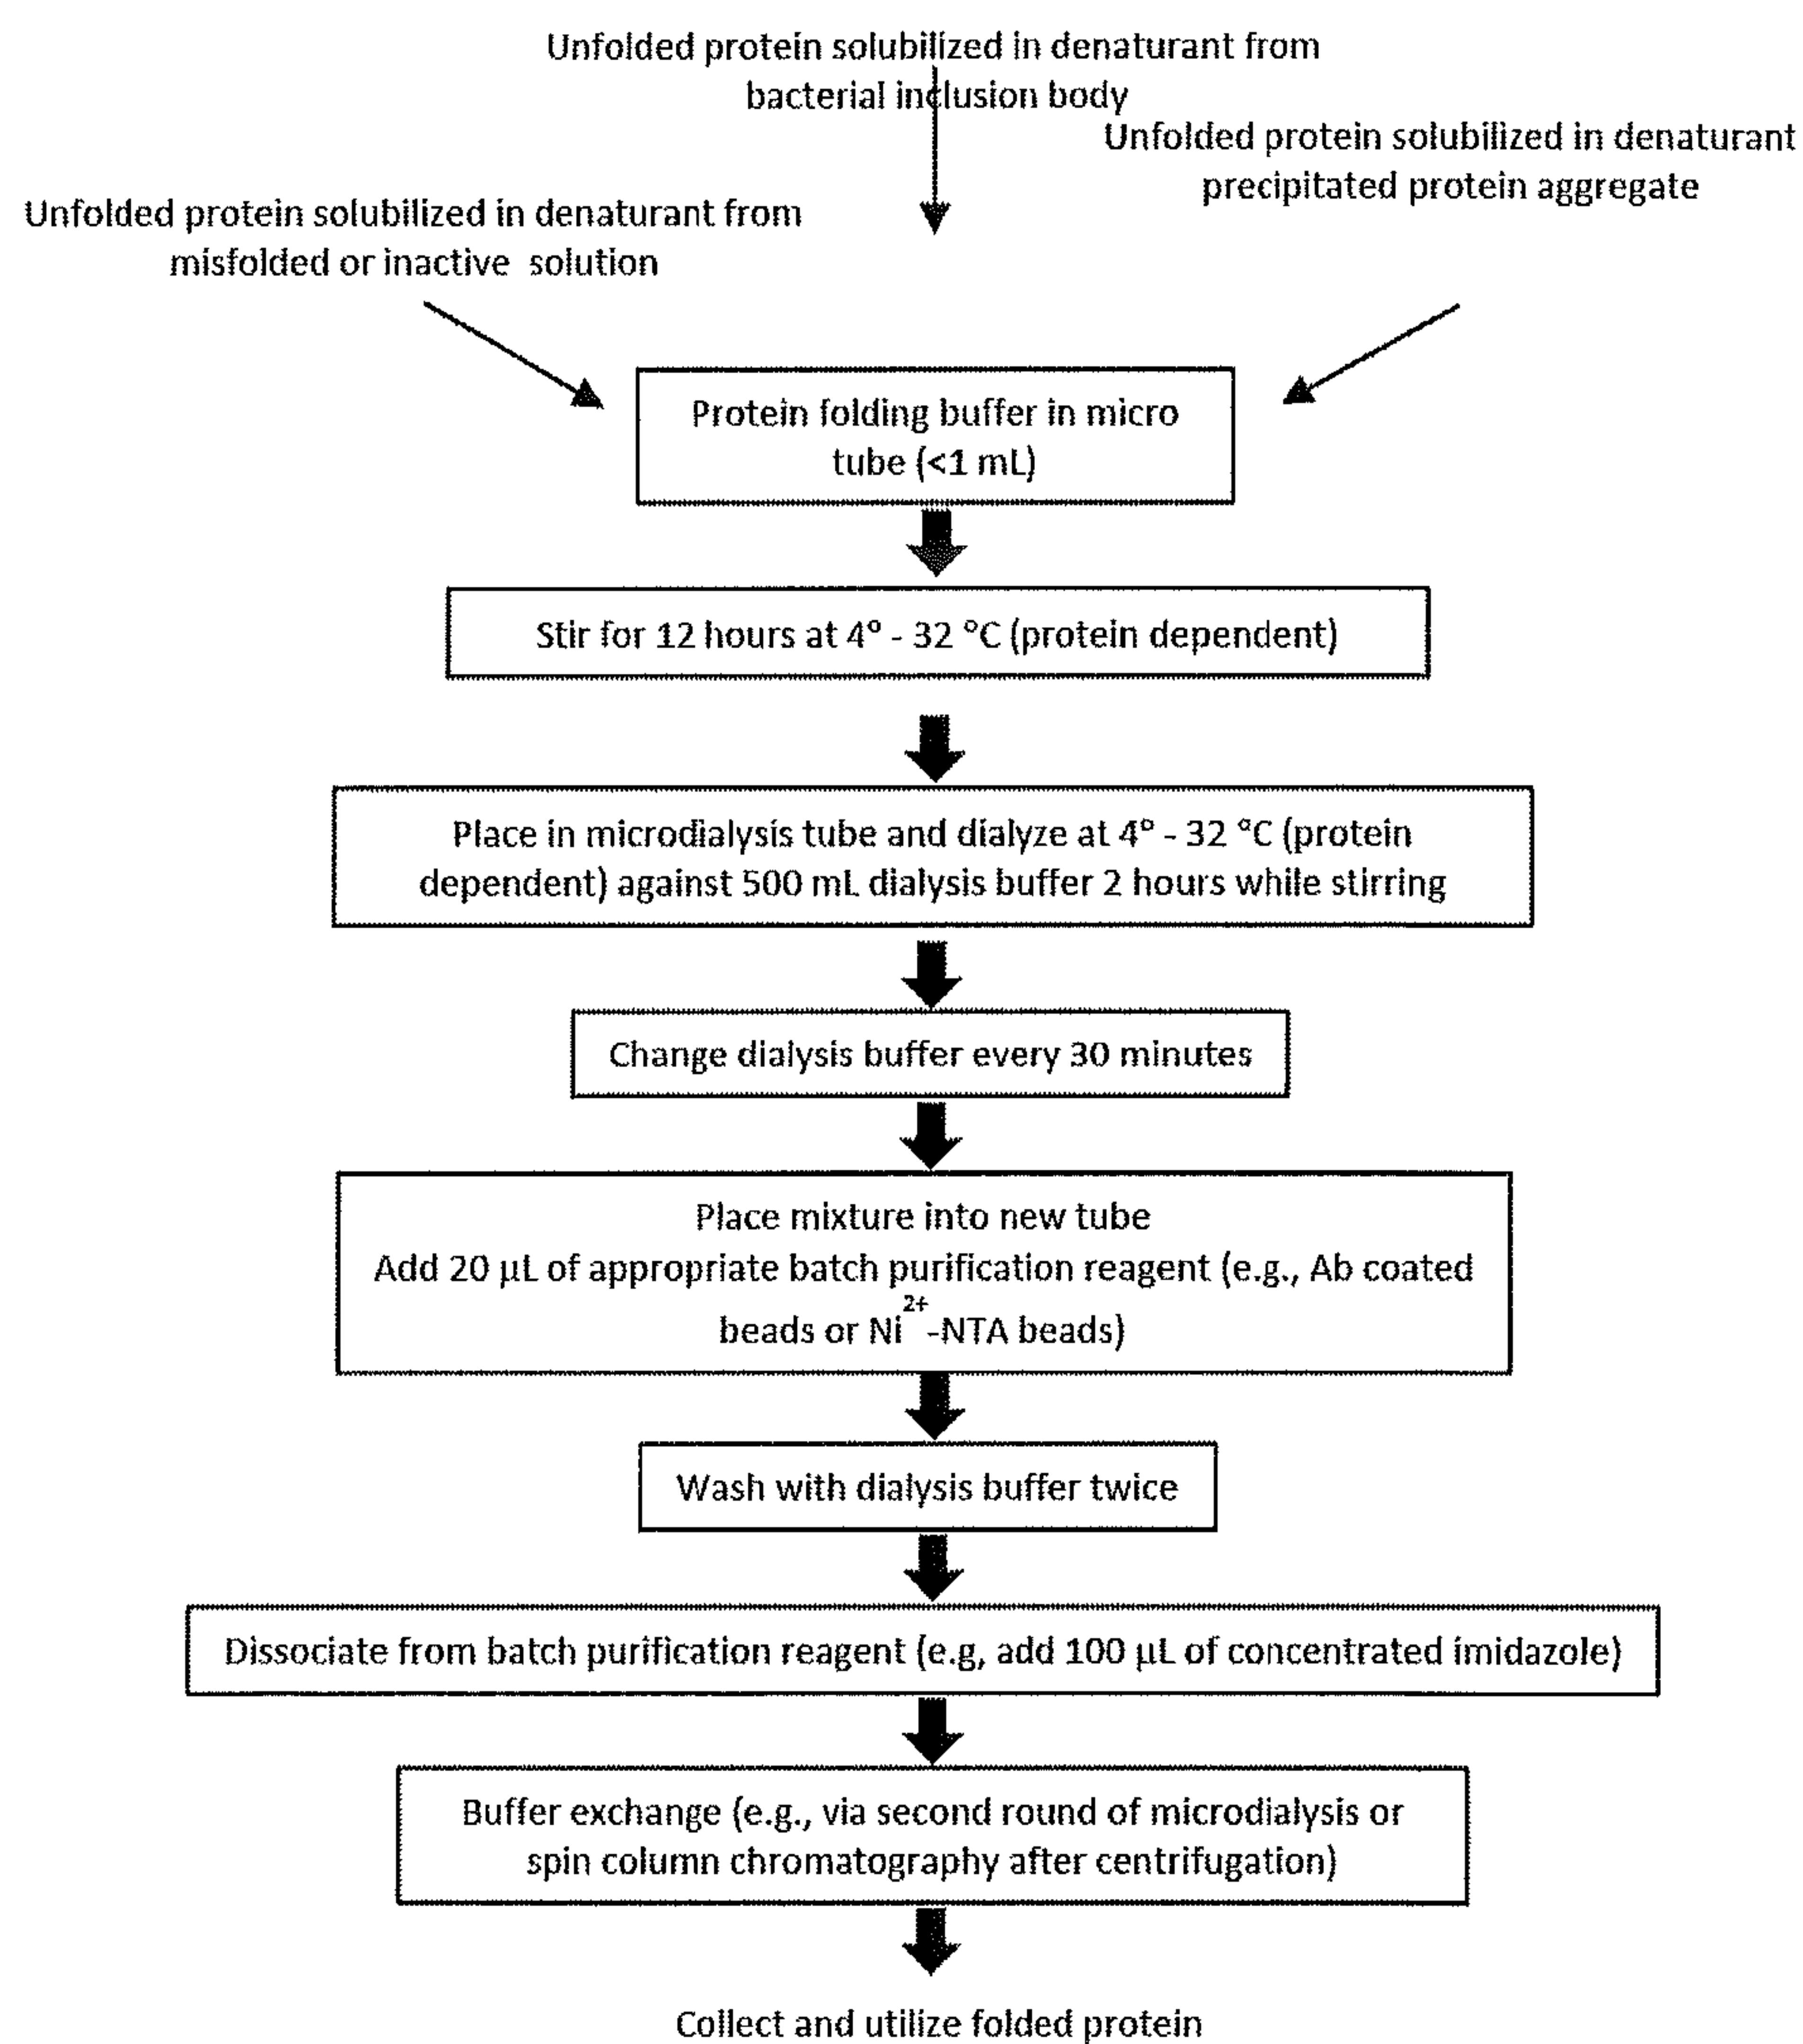 Unfolded protein solubilized in denaturant from
bacterial inclusion body
Unfolded protein solubilized in denaturant
precipitated protein aggregate
Unfolded protein solubilized in denaturant from
misfolded or inactive solution
Protein folding buffer in micro
tube (<1 mL)
Stir for 12 hours at 4° - 32 °C (protein dependent)
Place in microdialysis tube and dialyze at 4° - 32 °C (protein
dependent) against 500 mL dialysis buffer 2 hours while stirring
Change dialysis buffer every 30 minutes
Place mixture into new tube
Add 20 µL of appropriate batch purification reagent (e.g., Ab coated
beads or Ni²⁺-NTA beads)
Wash with dialysis buffer twice
Dissociate from batch purification reagent (e.g, add 100 µL of concentrated imidazole)
Buffer exchange (e.g., via second round of microdialysis or
spin column chromatography after centrifugation)
Collect and utilize folded protein